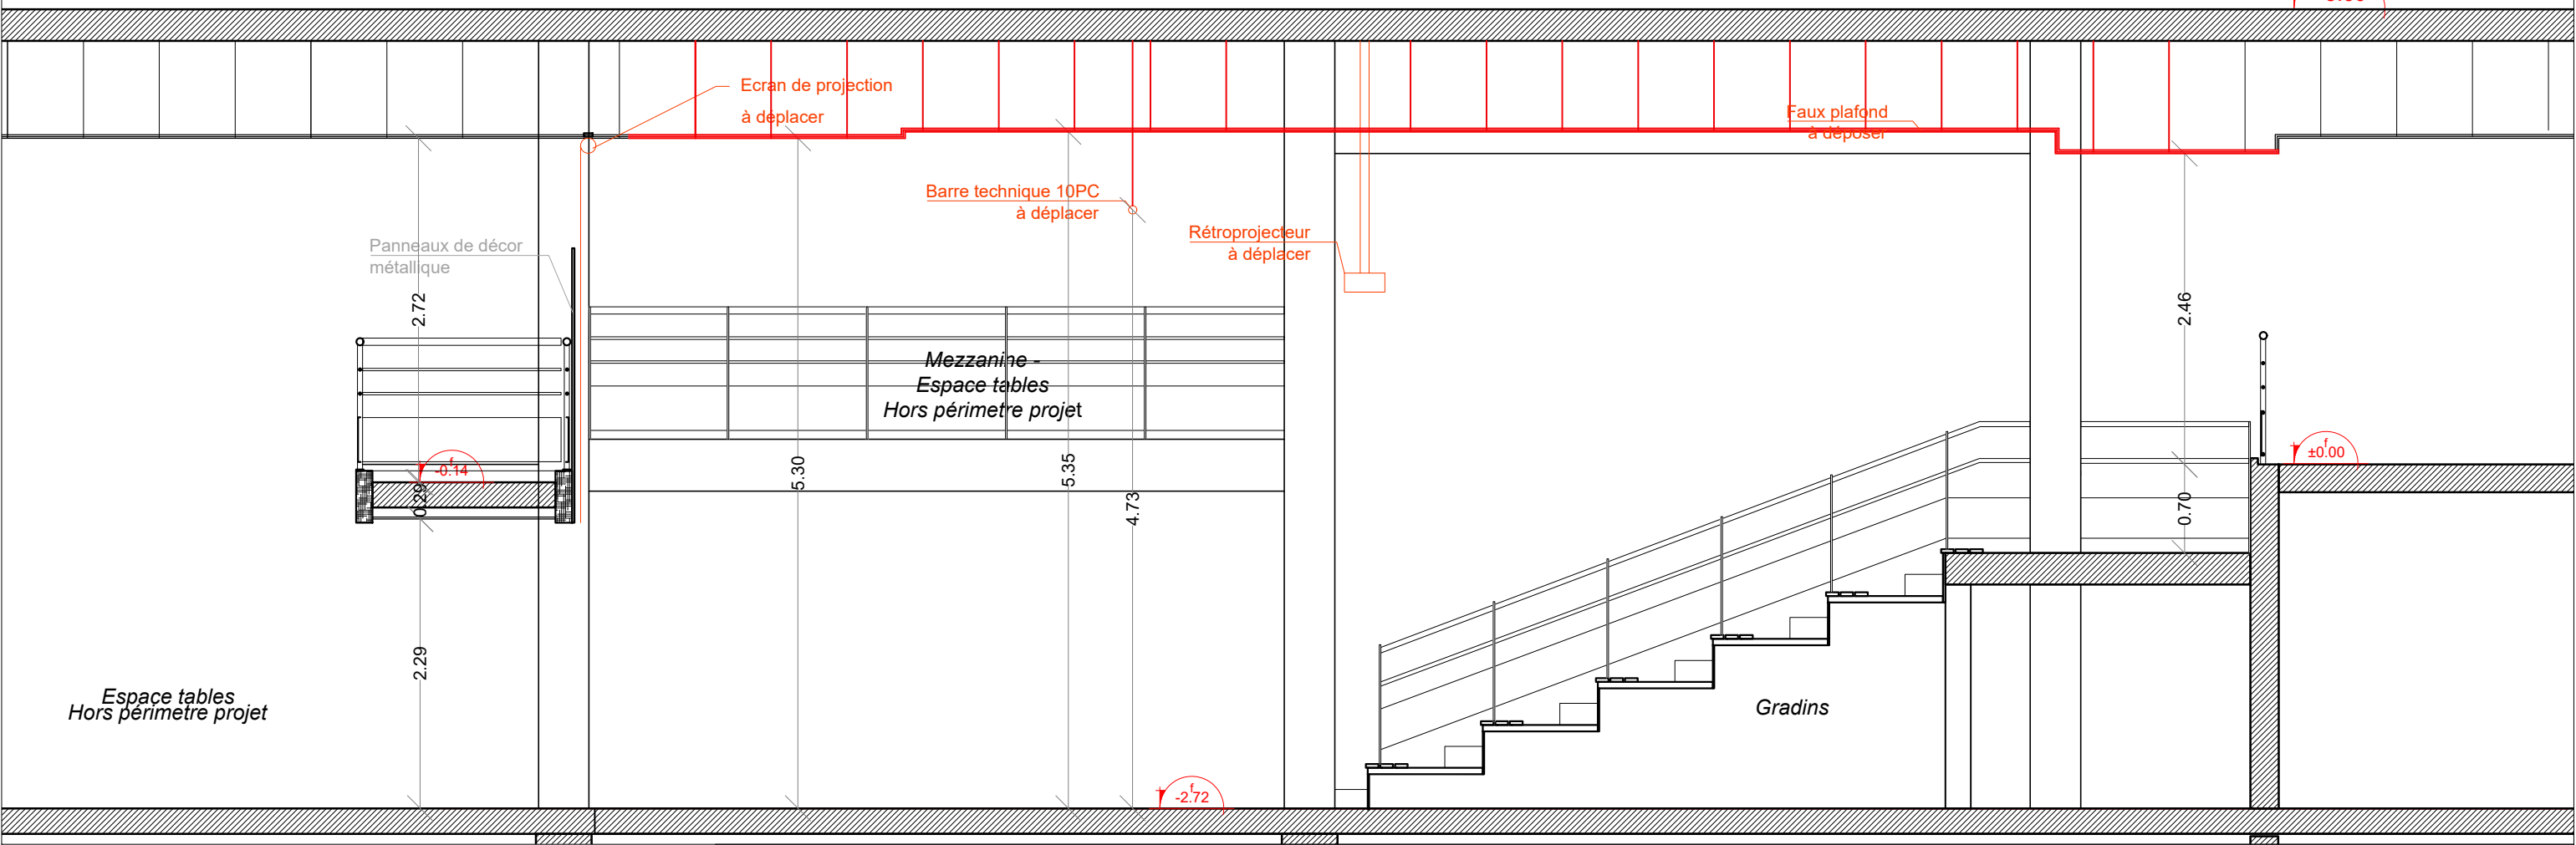 Ecran de projection
à déplacer
Faux plafond
à déposer
Barre technique 10PC
à déplacer
Rétroprojecteur
à déplacer
Panneaux de décor
métallique
2.72
2.46
Mezzanine -
Espace tables
Hors périmetre projet
f
-0.14
f
±0.00
0.29
5.30
5.35
4.73
0.70
2.29
Espace tables
Hors périmetre projet
Gradins
f
-2.72